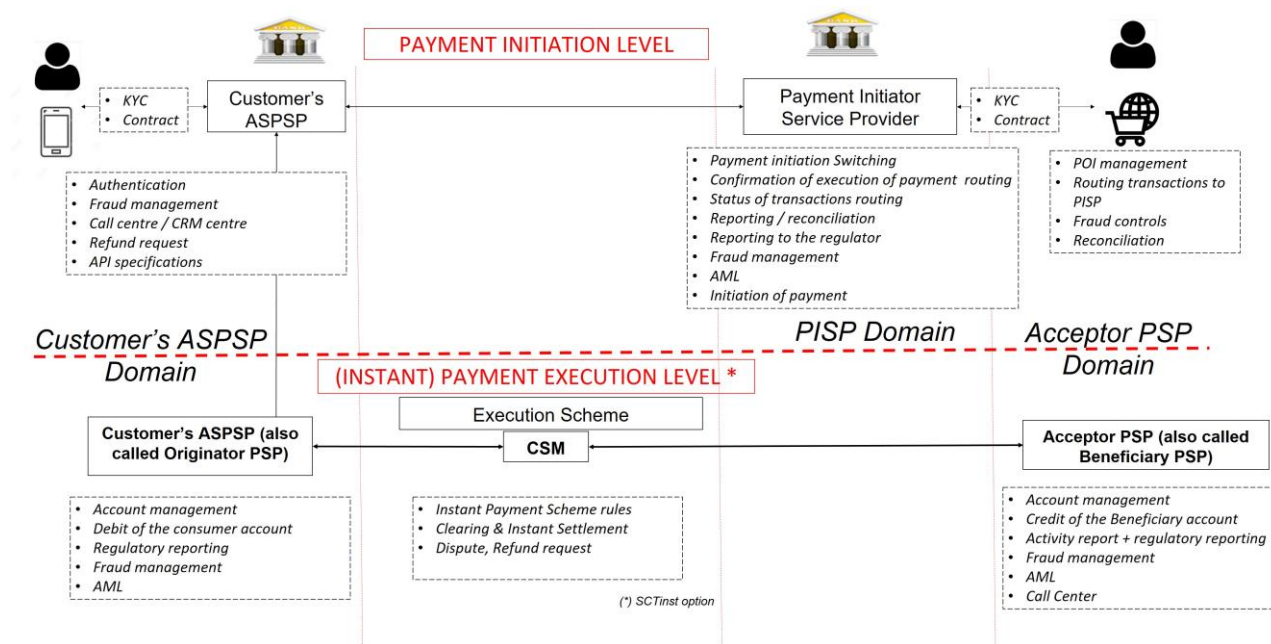 PAYMENT INITIATION LEVEL
• KYC
• Contract
Customer's
ASPSP
Payment Initiator
Service Provider
• KYC
• Contract
• Authentication
• Fraud management
• Call centre / CRM centre
• Refund request
• API specifications
• Payment initiation Switching
• Confirmation of execution of payment routing
• Status of transactions routing
• Reporting / reconciliation
• Reporting to the regulator
• Fraud management
• AML
• Initiation of payment
• POI management
• Routing transactions to
PISP
• Fraud controls
• Reconciliation
Customer's ASPSP
Domain
PISP Domain
Acceptor PSP
Domain
(INSTANT) PAYMENT EXECUTION LEVEL *
Execution Scheme
Customer's ASPSP (also
called Originator PSP)
CSM
Acceptor PSP (also called
Beneficiary PSP)
• Account management
• Debit of the consumer account
• Regulatory reporting
• Fraud management
• AML
• Instant Payment Scheme rules
• Clearing & Instant Settlement
• Dispute, Refund request
• Account management
• Credit of the Beneficiary account
• Activity report + regulatory reporting
• Fraud management
• AML
• Call Center
(*) SCTinst option